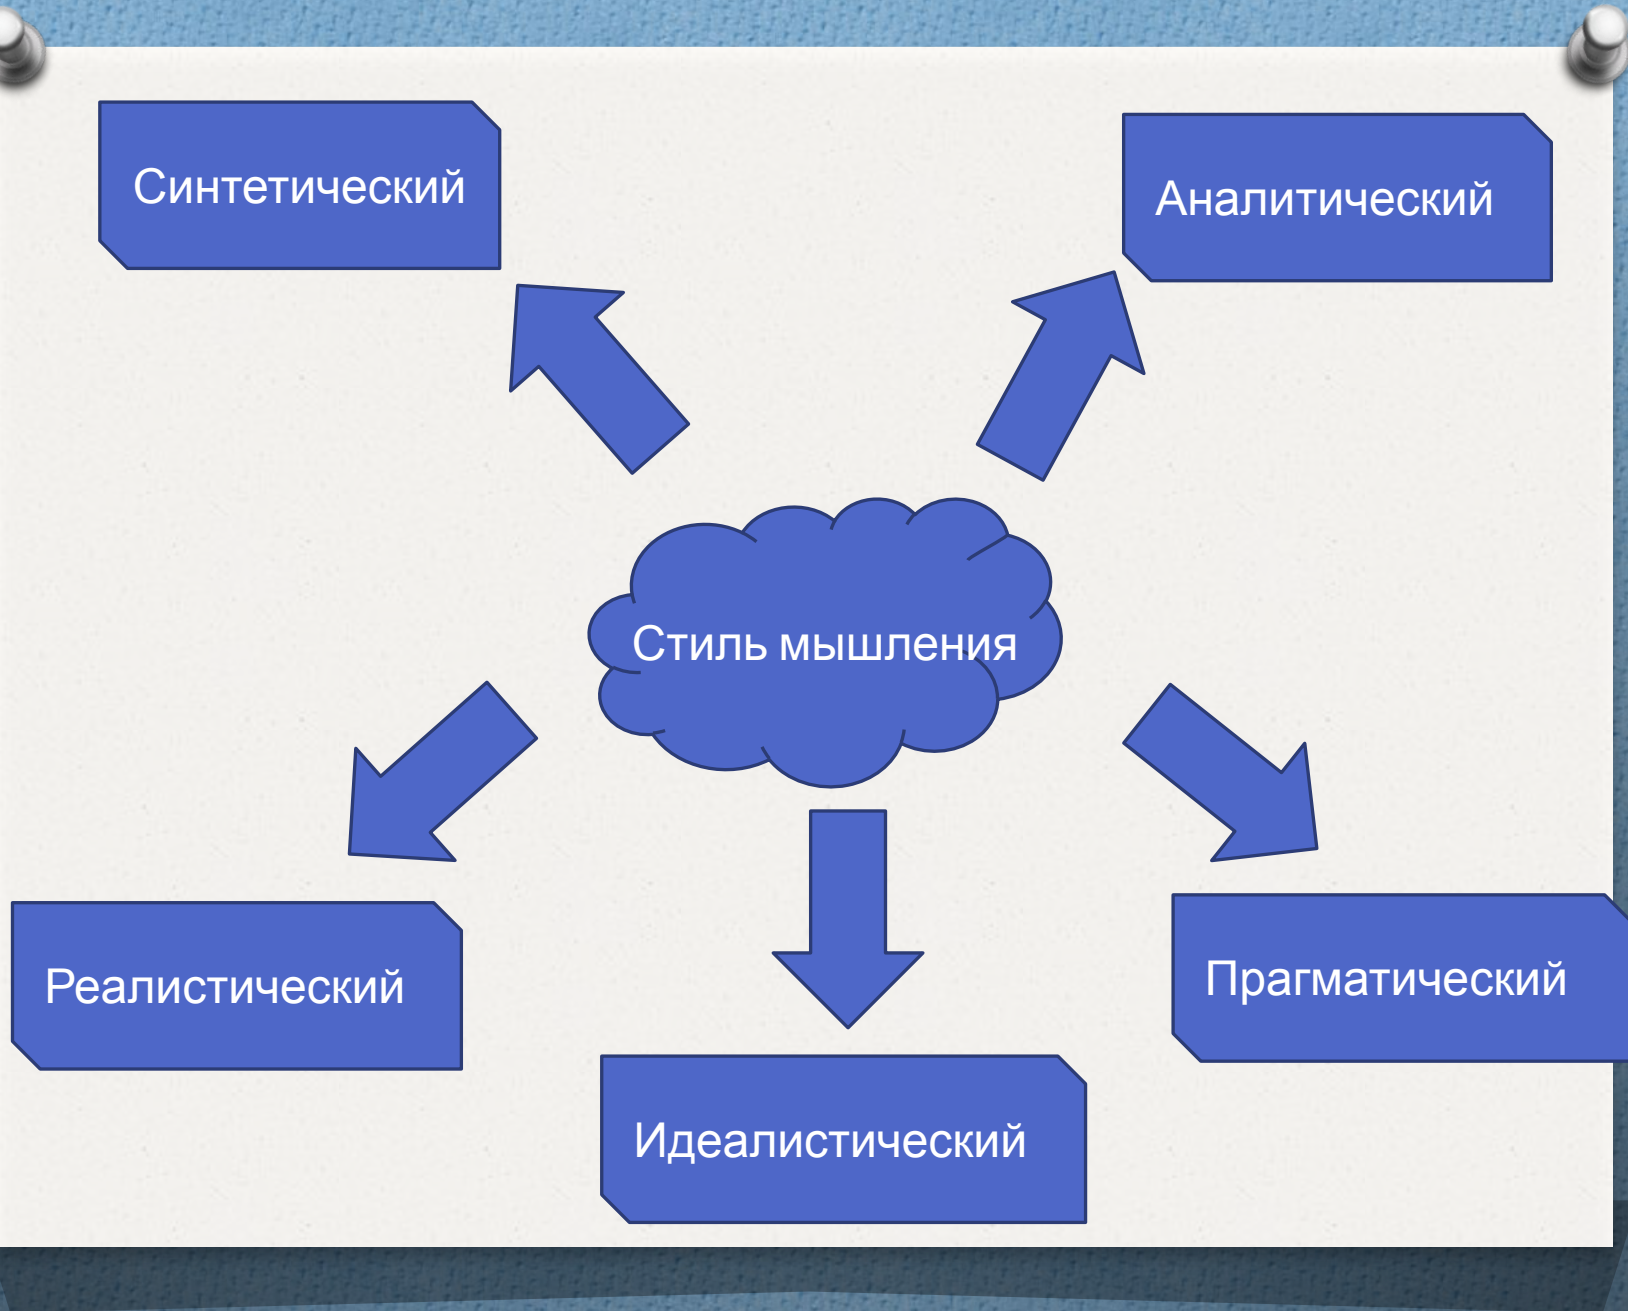 Синтетический
Аналитический
Стиль мышления
Реалистический
Прагматический
Идеалистический